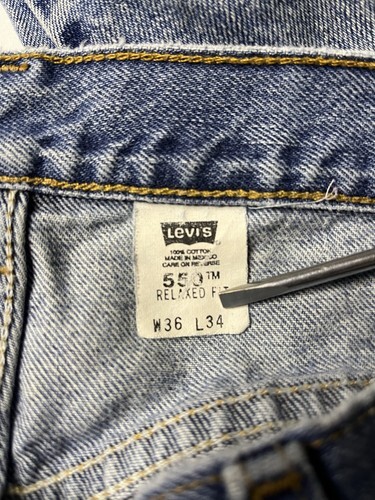 LEVI'S
100% COTTON
MADE IN MEXICO
CARE ON REVERSE
550™
RELAXED FIT
W36 L34